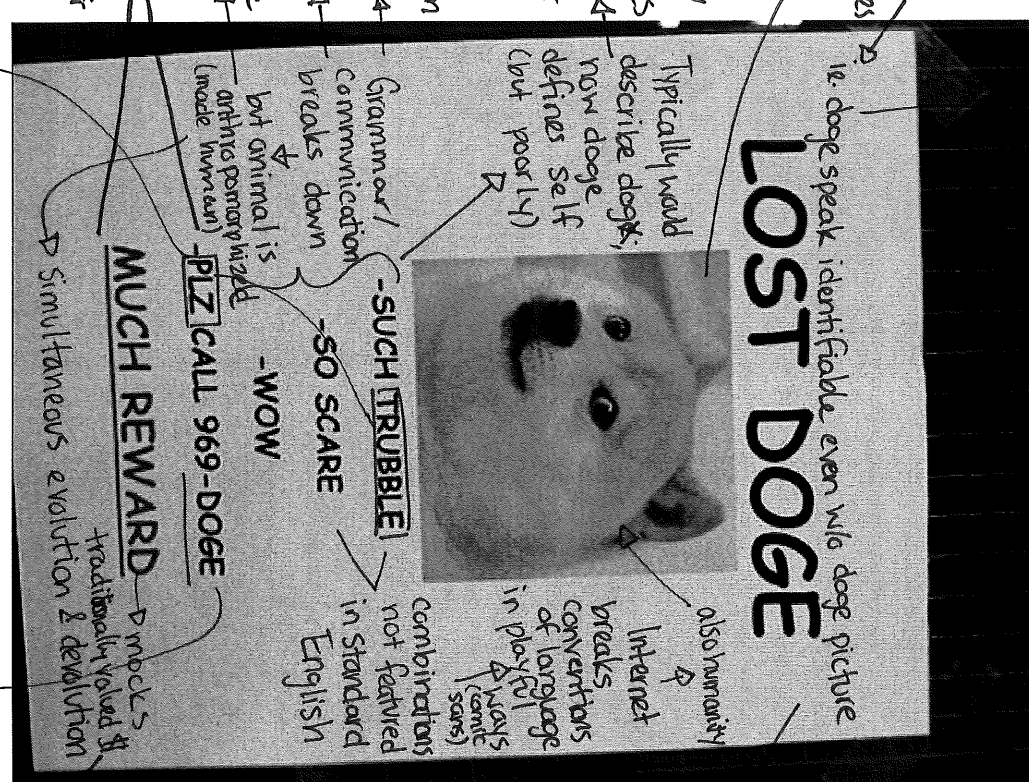 ie. doge speak identifiable even w/o doge picture
LOST DOGE
Typically would
describe dog;
now doge
defines self
(but poorly)
also humanity
Internet
breaks
conventions
of language
in playful
ways
(comic
sans)
Grammar/
communication
breaks down
but animal is
anthropomorphized
(made human)
-SUCH TRUBBLE
-SO SCARE
-WOW
-PLZ CALL 969-DOGE
MUCH REWARD
combinations
not featured
in standard
English
mocks
traditionally valued $
Simultaneous evolution & devolution